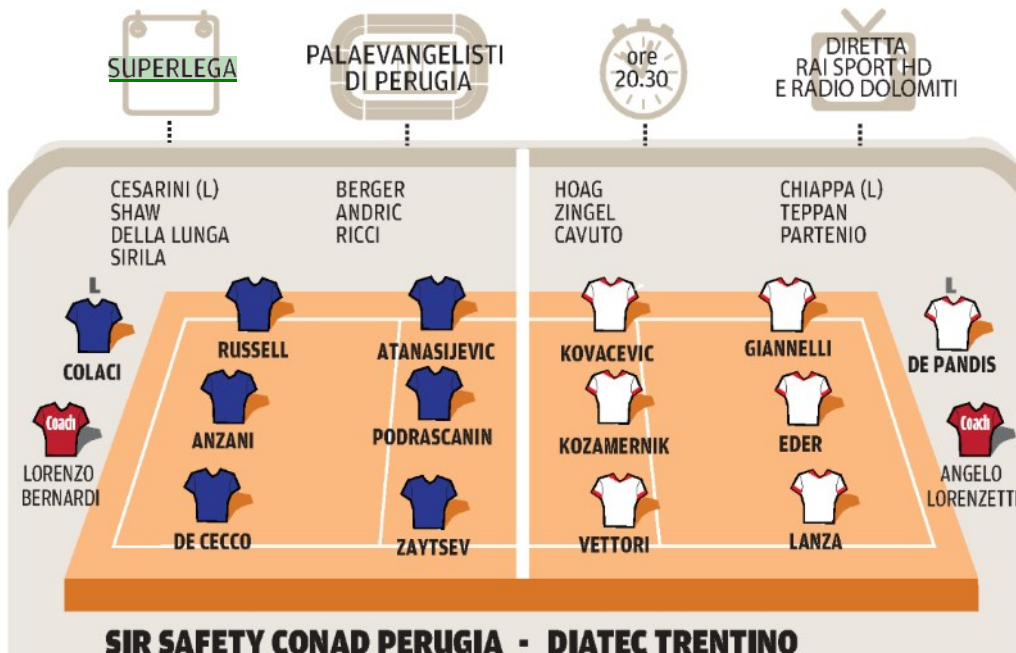 SUPERLEGA
PALAEVANGELISTI
DI PERUGIA
ore
20.30
DIRETTA
RAI SPORT HD
E RADIO DOLOMITI
CESARINI (L)
SHAW
DELLA LUNGA
SIRILA
BERGER
ANDRIC
RICCI
HOAG
ZINGEL
CAVUTO
CHIAPPA (L)
TEPPAN
PARTENIO
L
COLACI
RUSSELL
ATANASIJEVIC
KOVACEVIC
GIANNELLI
L
DE PANDIS
Coach
LORENZO
BERNARDI
ANZANI
PODRASCANIN
KOZAMERNIK
EDER
Coach
ANGELO
LORENZETTI
DE CECCO
ZAYTSEV
VETTORI
LANZA
SIR SAFETY CONAD PERUGIA - DIATEC TRENTINO